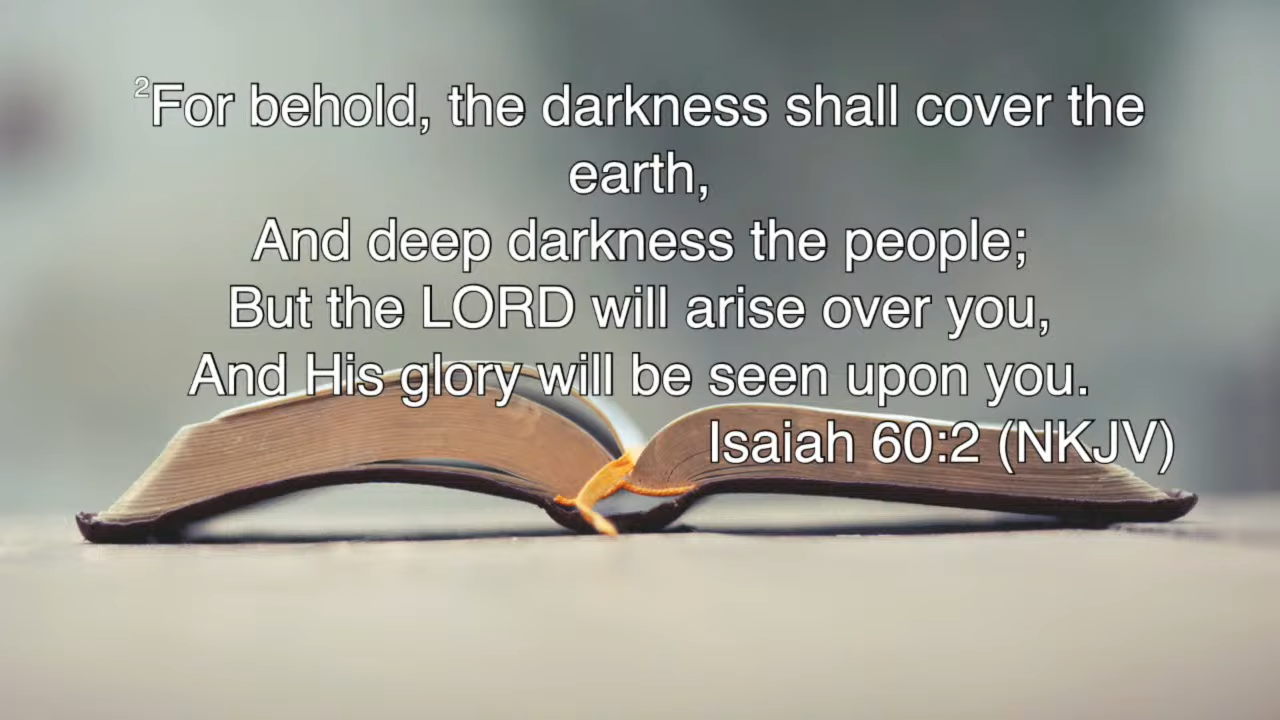 ²For behold, the darkness shall cover the
earth,
And deep darkness the people;
But the LORD will arise over you,
And His glory will be seen upon you.
Isaiah 60:2 (NKJV)